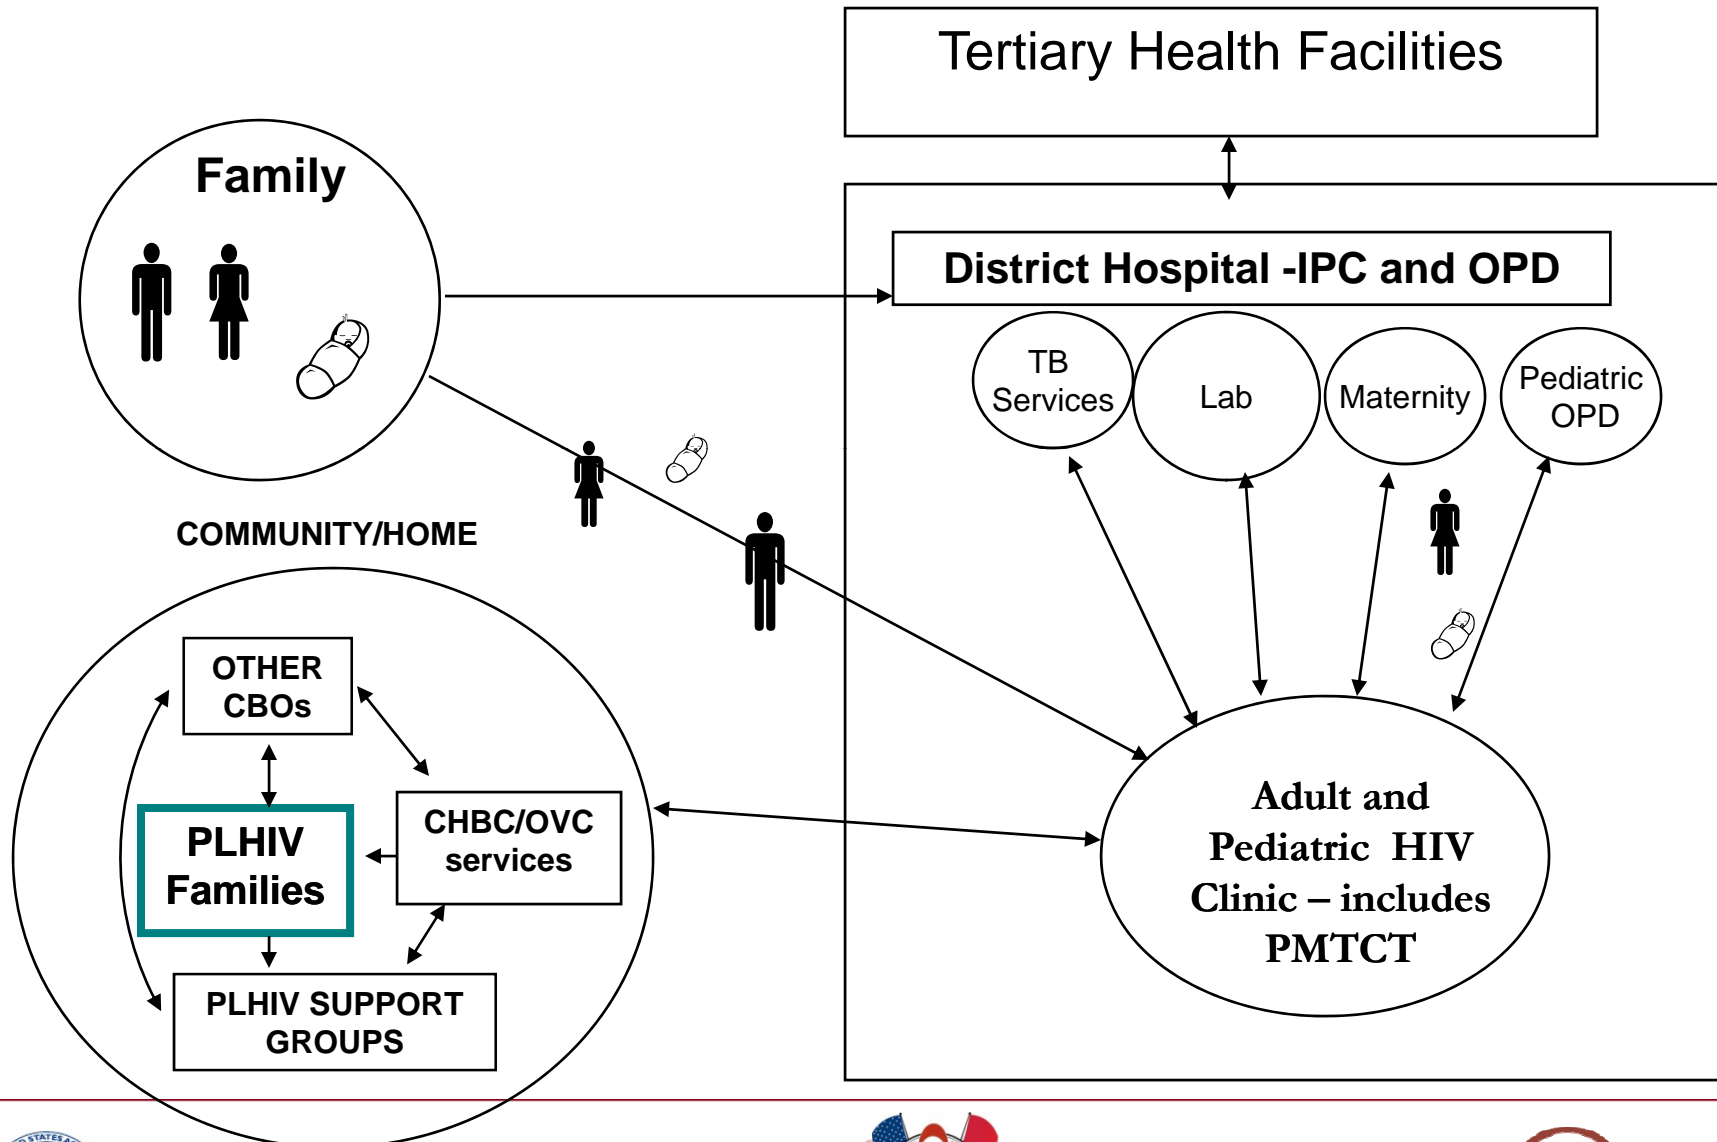 Tertiary Health Facilities
Family
District Hospital -IPC and OPD
TB
Services
Lab
Maternity
Pediatric
OPD
COMMUNITY/HOME
OTHER
CBOs
PLHIV
Families
CHBC/OVC
services
PLHIV SUPPORT
GROUPS
Adult and
Pediatric HIV
Clinic – includes
PMTCT